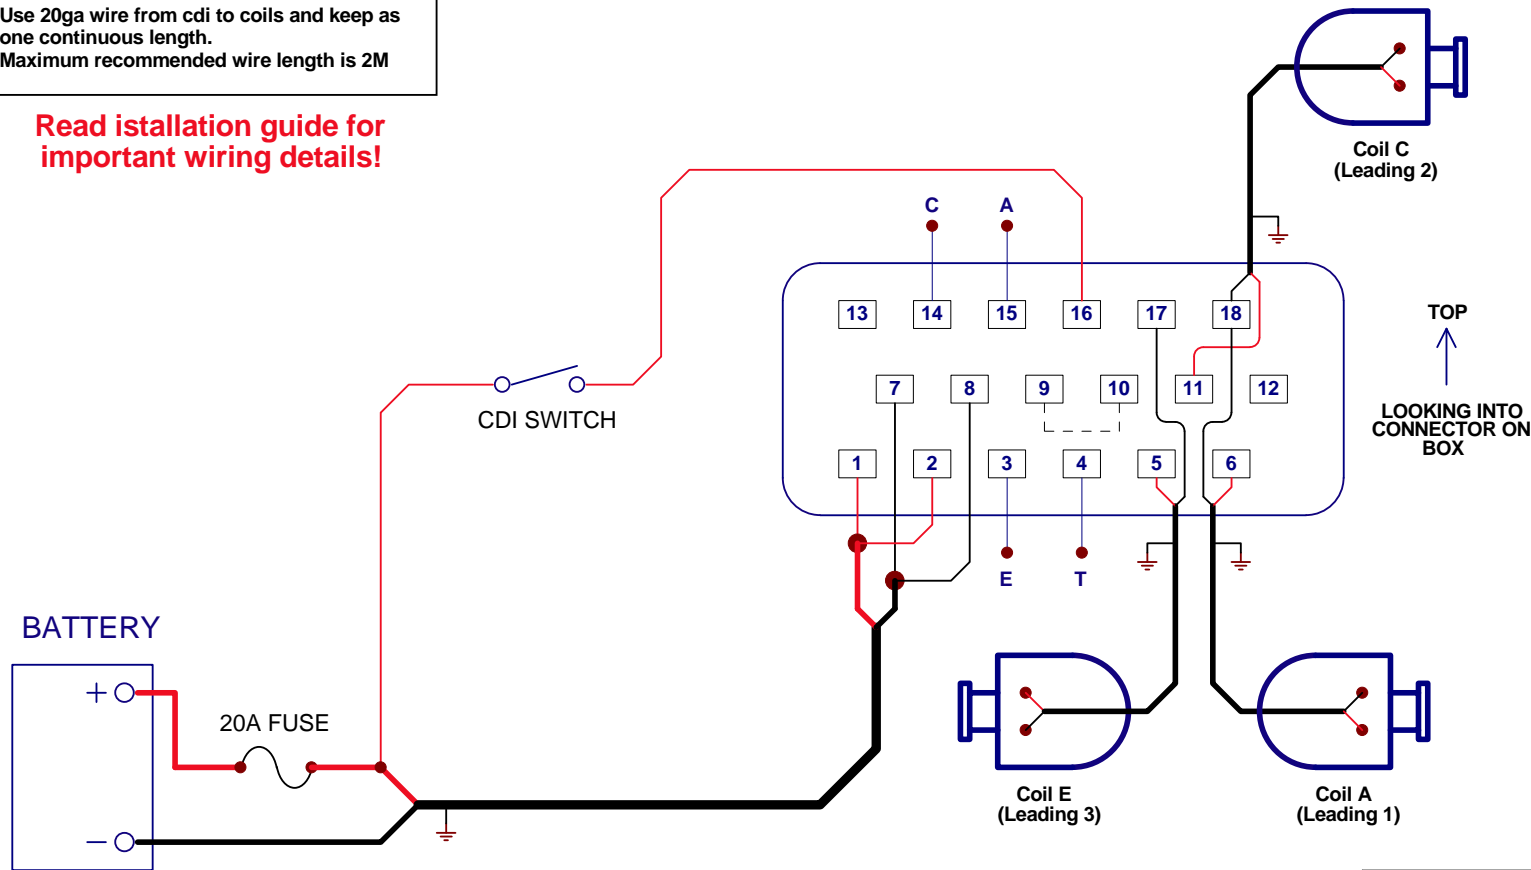 Use 20ga wire from cdi to coils and keep as
one continuous length.
Maximum recommended wire length is 2M
Read istallation guide for
important wiring details!
Coil C
(Leading 2)
C
A
13
14
15
16
17
18
TOP
7
8
9
10
11
12
CDI SWITCH
LOOKING INTO
CONNECTOR ON
BOX
1
2
3
4
5
6
E
T
BATTERY
+
20A FUSE
−
Coil E
(Leading 3)
Coil A
(Leading 1)